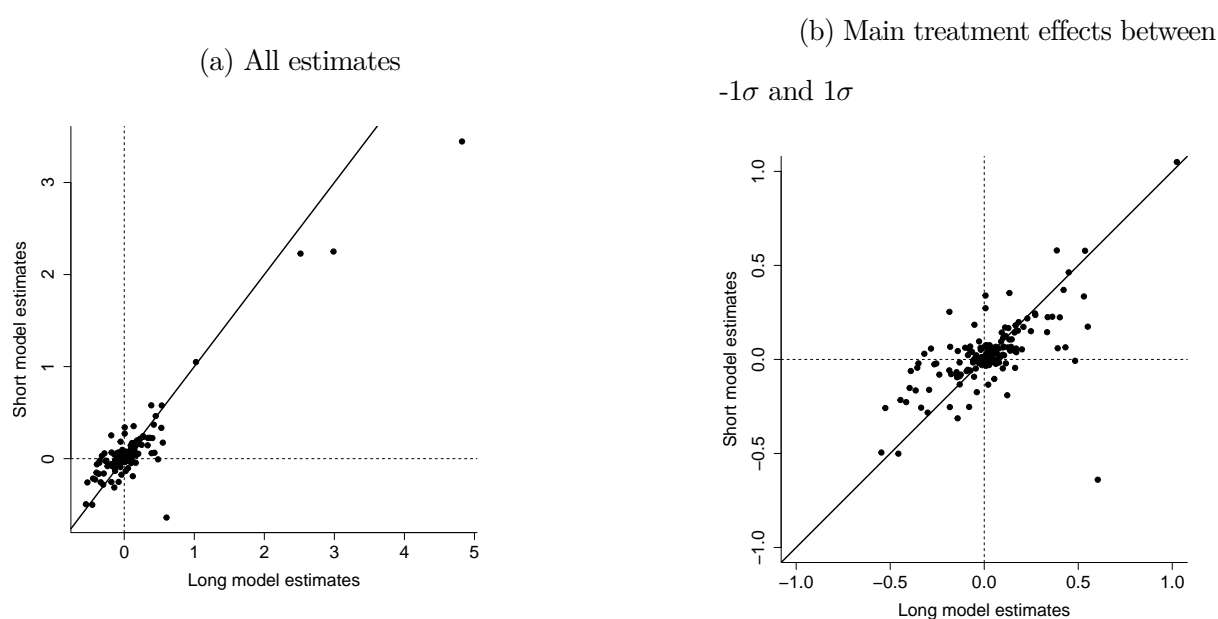 (a) All estimates
3
2
1
0
Short model estimates
0 1 2 3 4 5
Long model estimates
(b) Main treatment effects between
-1σ and 1σ
1.0
0.5
0.0
−0.5
−1.0
Short model estimates
−1.0 −0.5 0.0 0.5 1.0
Long model estimates